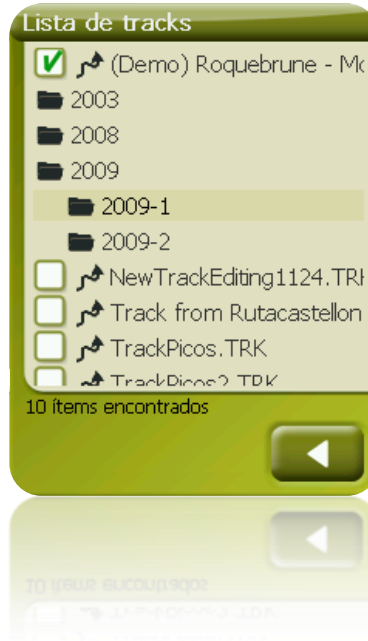 Lista de tracks
(Demo) Roquebrune - Mo
2003
2008
2009
2009-1
2009-2
NewTrackEditing1124.TRK
Track from Rutacastellon
TrackPicos.TRK
TrackPicos2.TRK
10 ítems encontrados